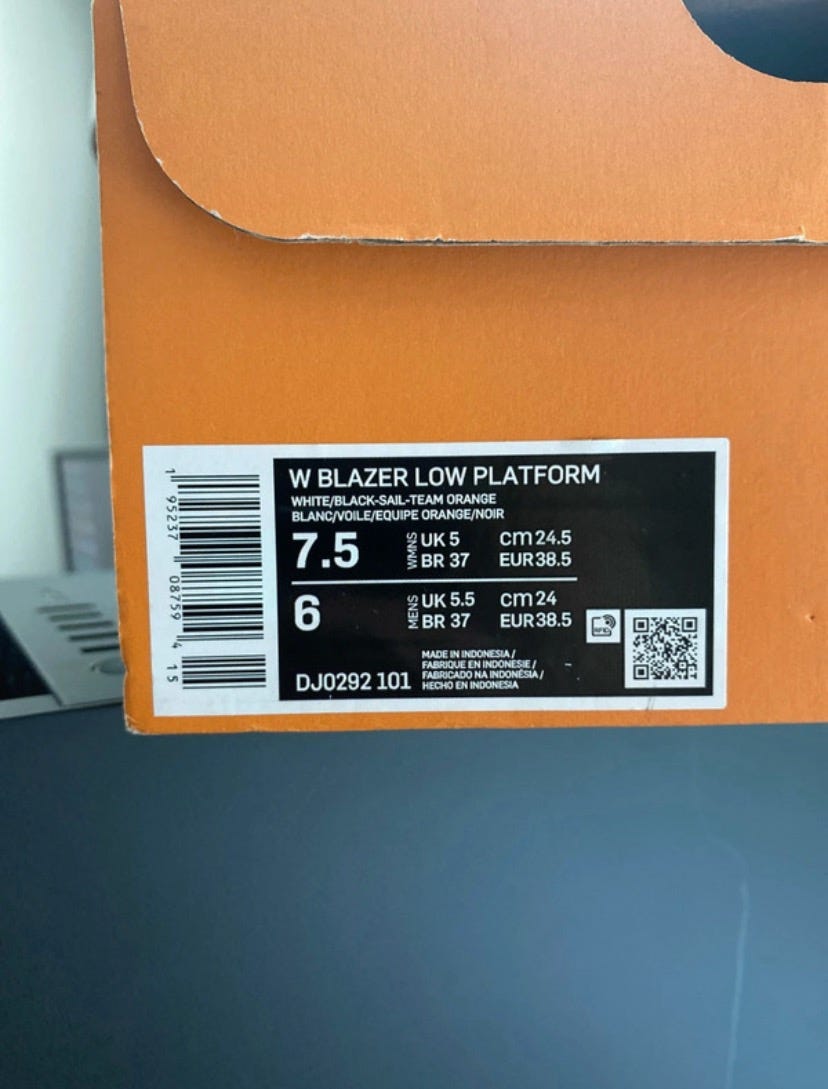 W BLAZER LOW PLATFORM
WHITE/BLACK-SAIL-TEAM ORANGE
BLANC/VOILE/EQUIPE ORANGE/NOIR
7.5 WMNS UK 5 cm 24.5
BR 37 EUR 38.5
6 MENS UK 5.5 cm 24
BR 37 EUR 38.5
DJ0292 101
MADE IN INDONESIA /
FABRIQUE EN INDONESIE /
FABRICADO NA INDONÉSIA /
HECHO EN INDONESIA
RFID
1 95237 08759 4 15